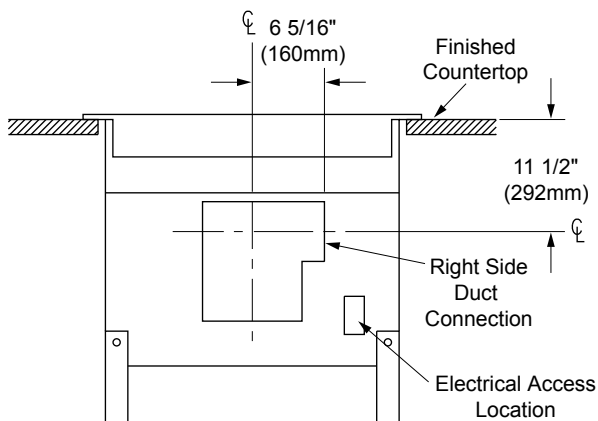 ℄ 6 5/16"
(160mm)
Finished
Countertop
11 1/2"
(292mm)
℄
Right Side
Duct
Connection
Electrical Access
Location